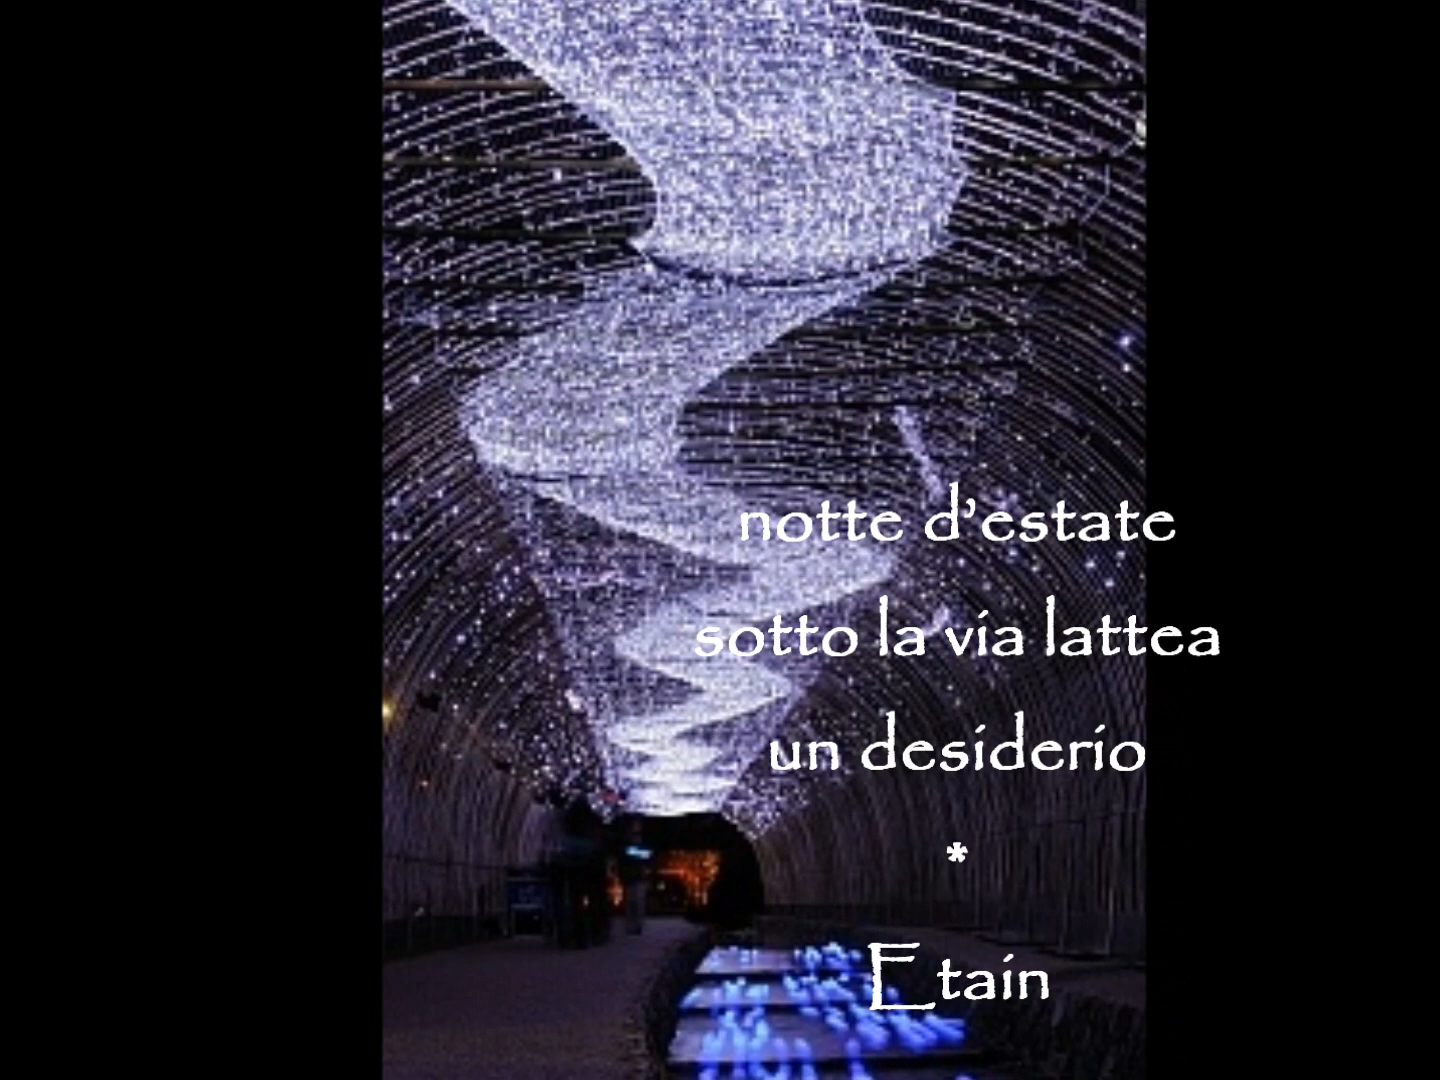 notte d’estate
sotto la via lattea
un desiderio
*
Etain